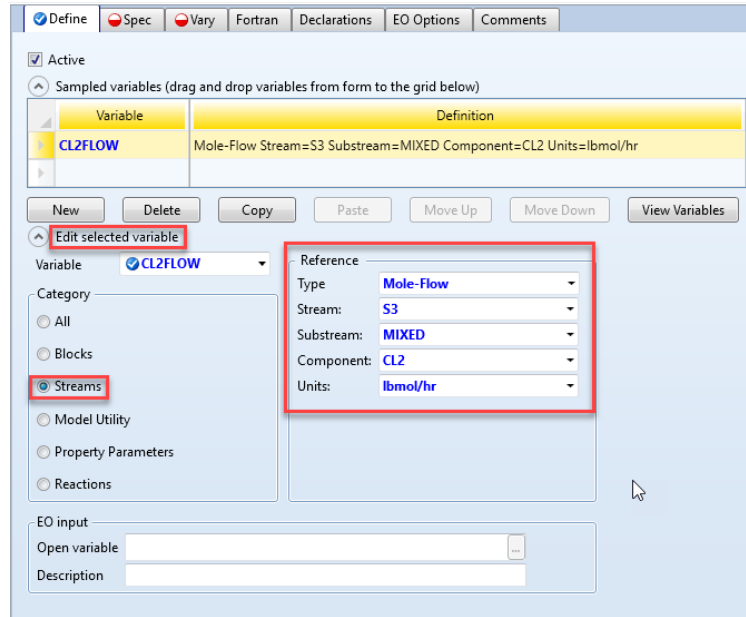 Define Spec Vary Fortran Declarations EO Options Comments
Active
Sampled variables (drag and drop variables from form to the grid below)
Variable Definition
CL2FLOW Mole-Flow Stream=S3 Substream=MIXED Component=CL2 Units=lbmol/hr
New Delete Copy Paste Move Up Move Down View Variables
Edit selected variable
Variable CL2FLOW
Category
All
Blocks
Streams
Model Utility
Property Parameters
Reactions
Reference
Type Mole-Flow
Stream: S3
Substream: MIXED
Component: CL2
Units: lbmol/hr
EO input
Open variable ...
Description